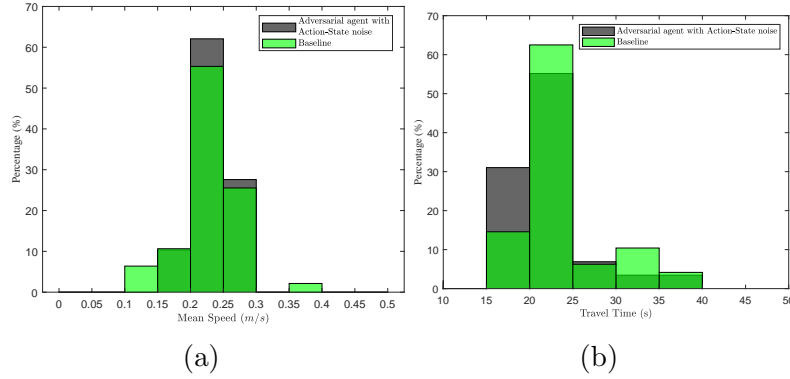 70
60
50
40
30
20
10
0
Percentage (%)
Adversarial agent with
Action-State noise
Baseline
0 0.05 0.1 0.15 0.2 0.25 0.3 0.35 0.4 0.45 0.5
Mean Speed (m/s)
(a)
70
60
50
40
30
20
10
0
Percentage (%)
Adversarial agent with Action-State noise
Baseline
10 15 20 25 30 35 40 45 50
Travel Time (s)
(b)